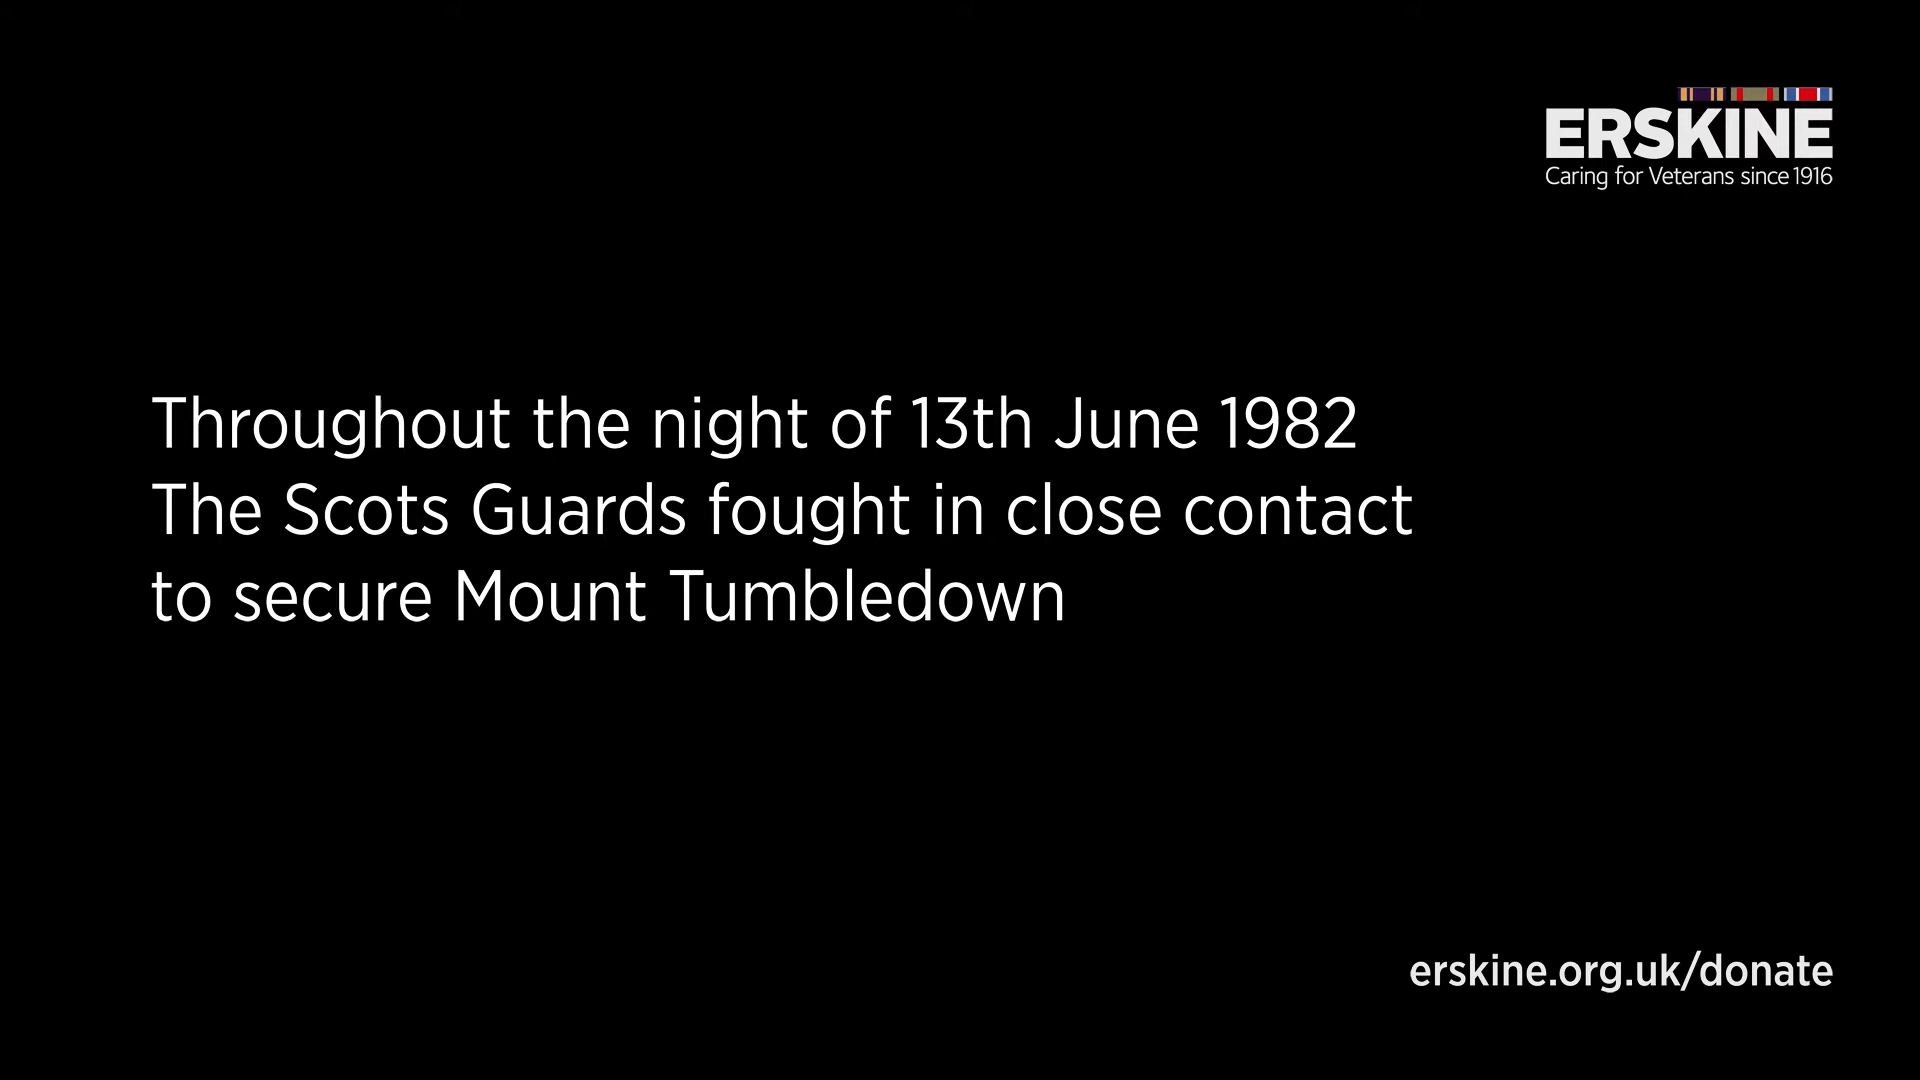 ERSKINE
Caring for Veterans since 1916
Throughout the night of 13th June 1982
The Scots Guards fought in close contact
to secure Mount Tumbledown
erskine.org.uk/donate